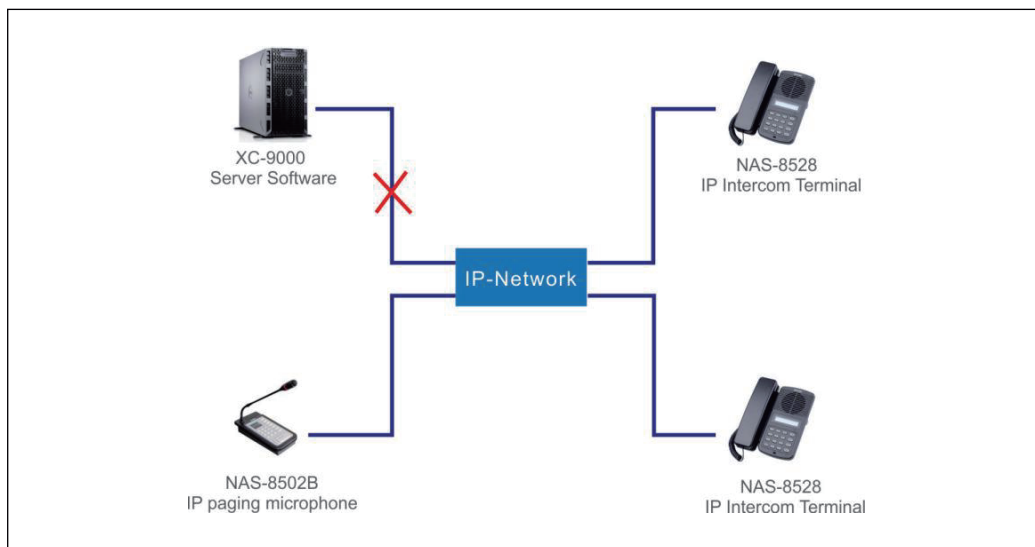 XC-9000
Server Software
NAS-8528
IP Intercom Terminal
IP-Network
NAS-8502B
IP paging microphone
NAS-8528
IP Intercom Terminal